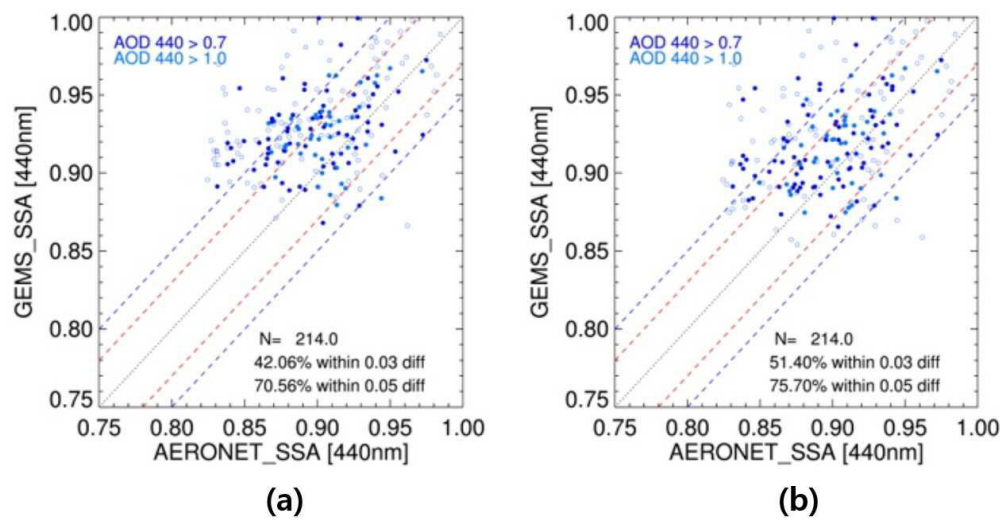 1.00
AOD 440 > 0.7
AOD 440 > 1.0
0.95
0.90
0.85
0.80
0.75
GEMS_SSA [440nm]
N= 214.0
42.06% within 0.03 diff
70.56% within 0.05 diff
0.75 0.80 0.85 0.90 0.95 1.00
AERONET_SSA [440nm]
(a)
1.00
AOD 440 > 0.7
AOD 440 > 1.0
0.95
0.90
0.85
0.80
0.75
GEMS_SSA [440nm]
N= 214.0
51.40% within 0.03 diff
75.70% within 0.05 diff
0.75 0.80 0.85 0.90 0.95 1.00
AERONET_SSA [440nm]
(b)